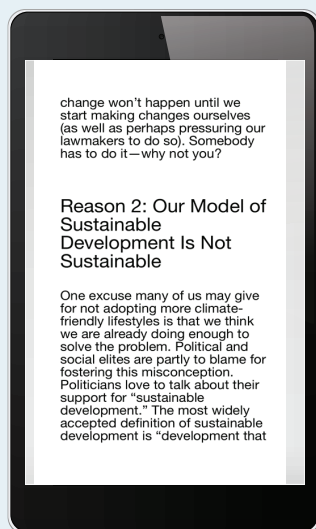 change won’t happen until we
start making changes ourselves
(as well as perhaps pressuring our
lawmakers to do so). Somebody
has to do it—why not you?
Reason 2: Our Model of
Sustainable
Development Is Not
Sustainable
One excuse many of us may give
for not adopting more climate-
friendly lifestyles is that we think
we are already doing enough to
solve the problem. Political and
social elites are partly to blame for
fostering this misconception.
Politicians love to talk about their
support for “sustainable
development.” The most widely
accepted definition of sustainable
development is “development that